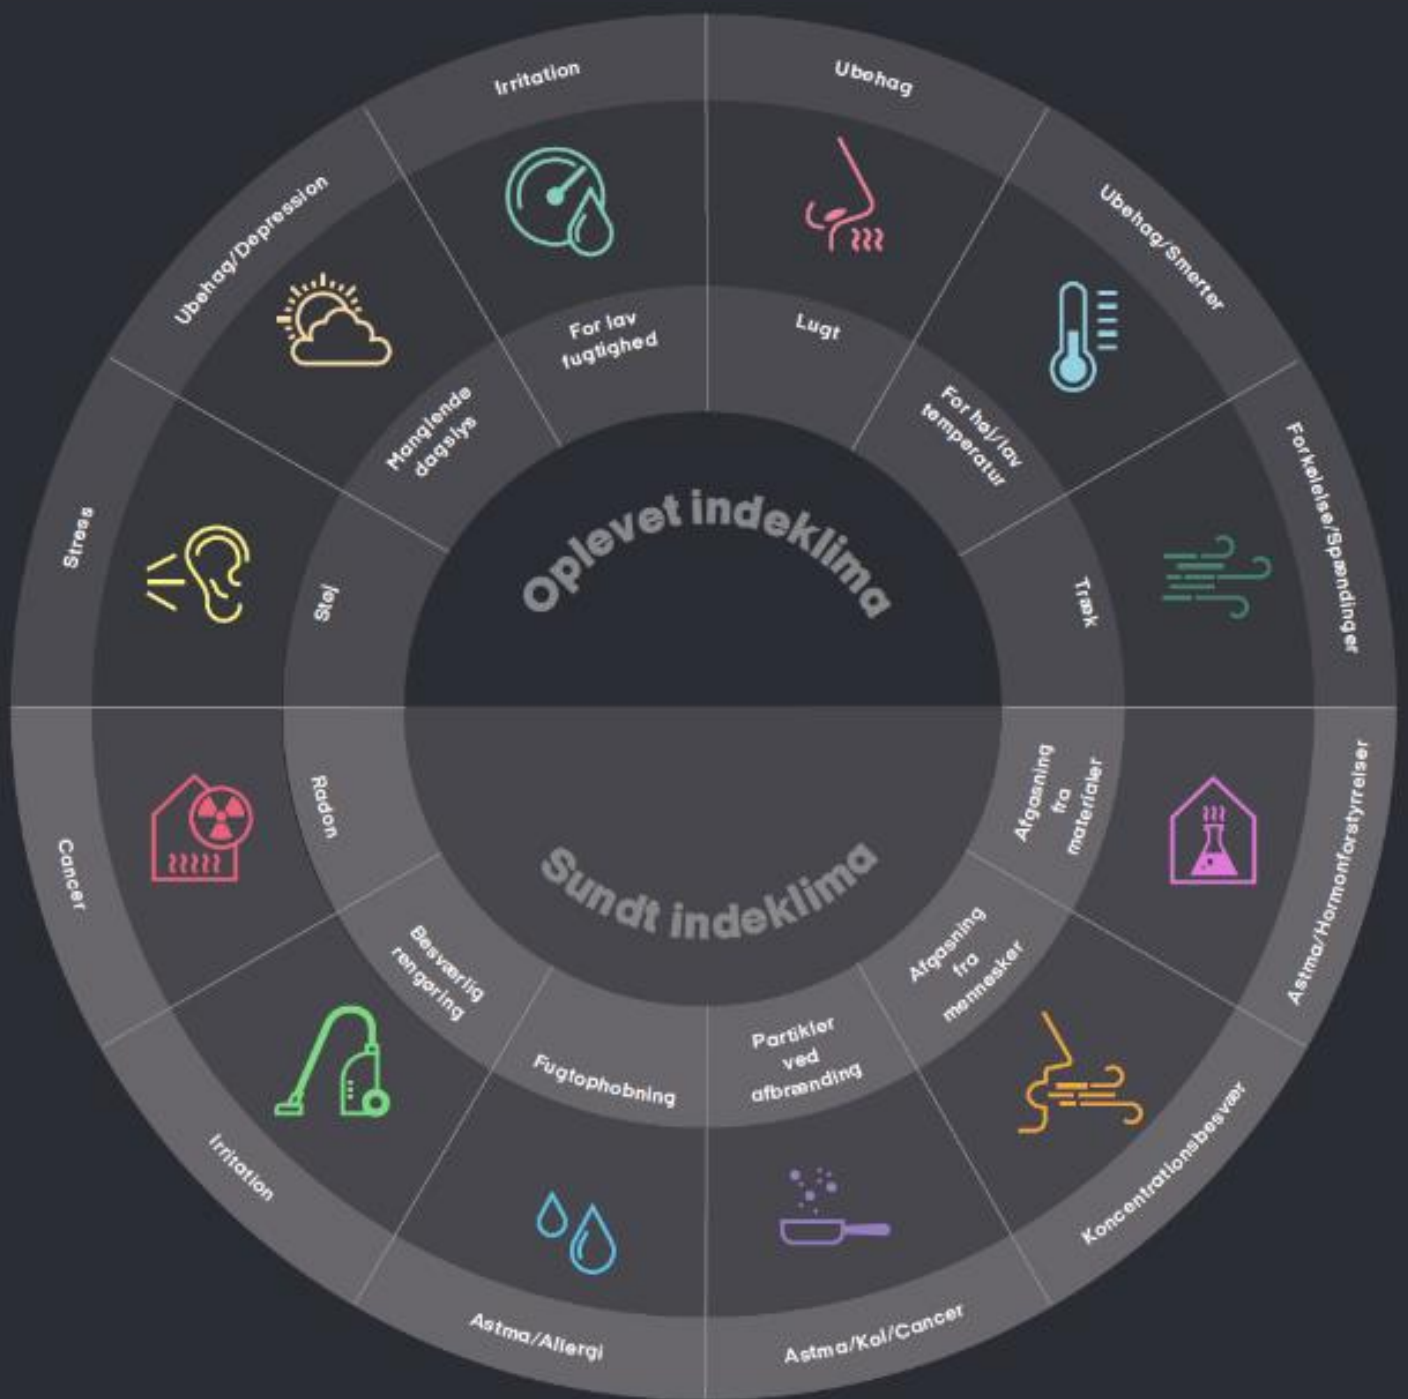 Irritation
Ubehag
Ubehag/Smerter
Forkølelse/Spændinger
Astma/Hormonforstyrrelser
Koncentrationsbesvær
Astma/Kol/Cancer
Astma/Allergi
Irritation
Cancer
Stress
Ubehag/Depression
For lav
fugtighed
Lugt
For høj/lav
temperatur
Træk
Afgasning
fra
materialer
Afgasning
fra
mennesker
Partikler
ved
afbrænding
Fugtophobning
Besværlig
rengøring
Radon
Støj
Manglende
dagslys
Oplevet indeklima
Sundt indeklima